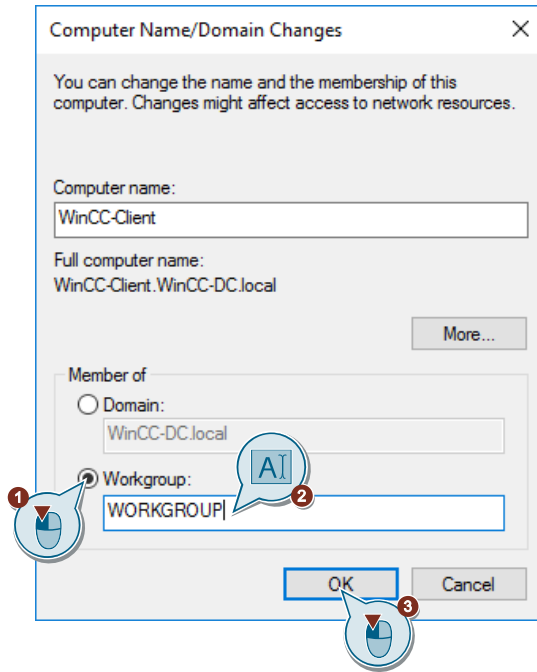 Computer Name/Domain Changes
You can change the name and the membership of this
computer. Changes might affect access to network resources.
Computer name:
WinCC-Client
Full computer name:
WinCC-Client.WinCC-DC.local
More...
Member of
Domain:
WinCC-DC.local
1
Workgroup:
A
2
WORKGROUP
OK
Cancel
3